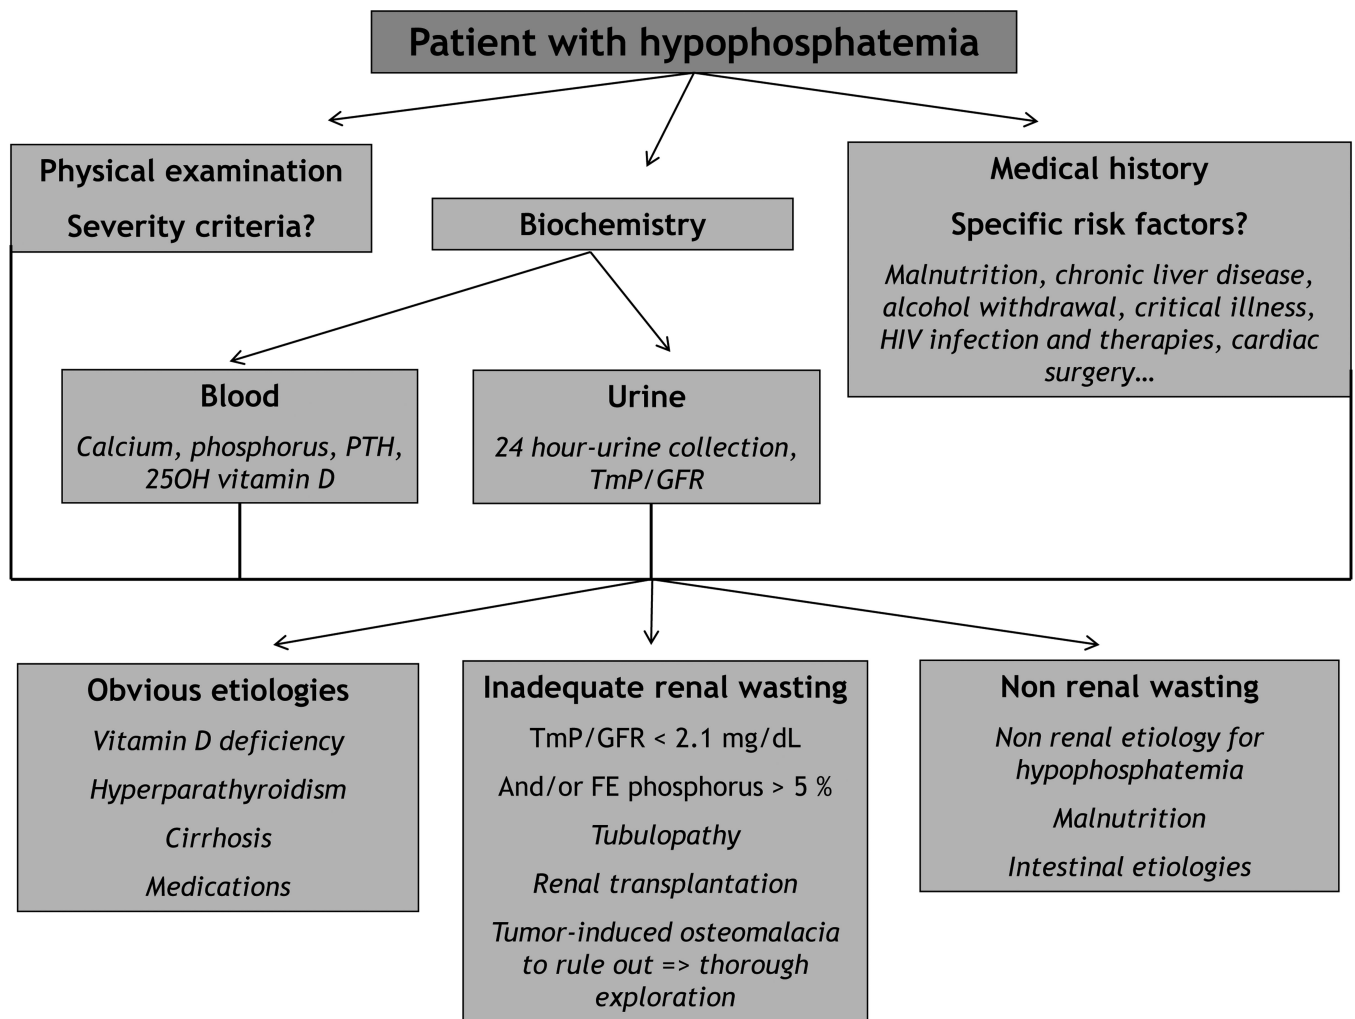 Patient with hypophosphatemia
Physical examination
Severity criteria?
Biochemistry
Medical history
Specific risk factors?
Malnutrition, chronic liver disease,
alcohol withdrawal, critical illness,
HIV infection and therapies, cardiac
surgery…
Blood
Calcium, phosphorus, PTH,
25OH vitamin D
Urine
24 hour-urine collection,
TmP/GFR
Obvious etiologies
Vitamin D deficiency
Hyperparathyroidism
Cirrhosis
Medications
Inadequate renal wasting
TmP/GFR < 2.1 mg/dL
And/or FE phosphorus > 5 %
Tubulopathy
Renal transplantation
Tumor-induced osteomalacia
to rule out => thorough
exploration
Non renal wasting
Non renal etiology for
hypophosphatemia
Malnutrition
Intestinal etiologies